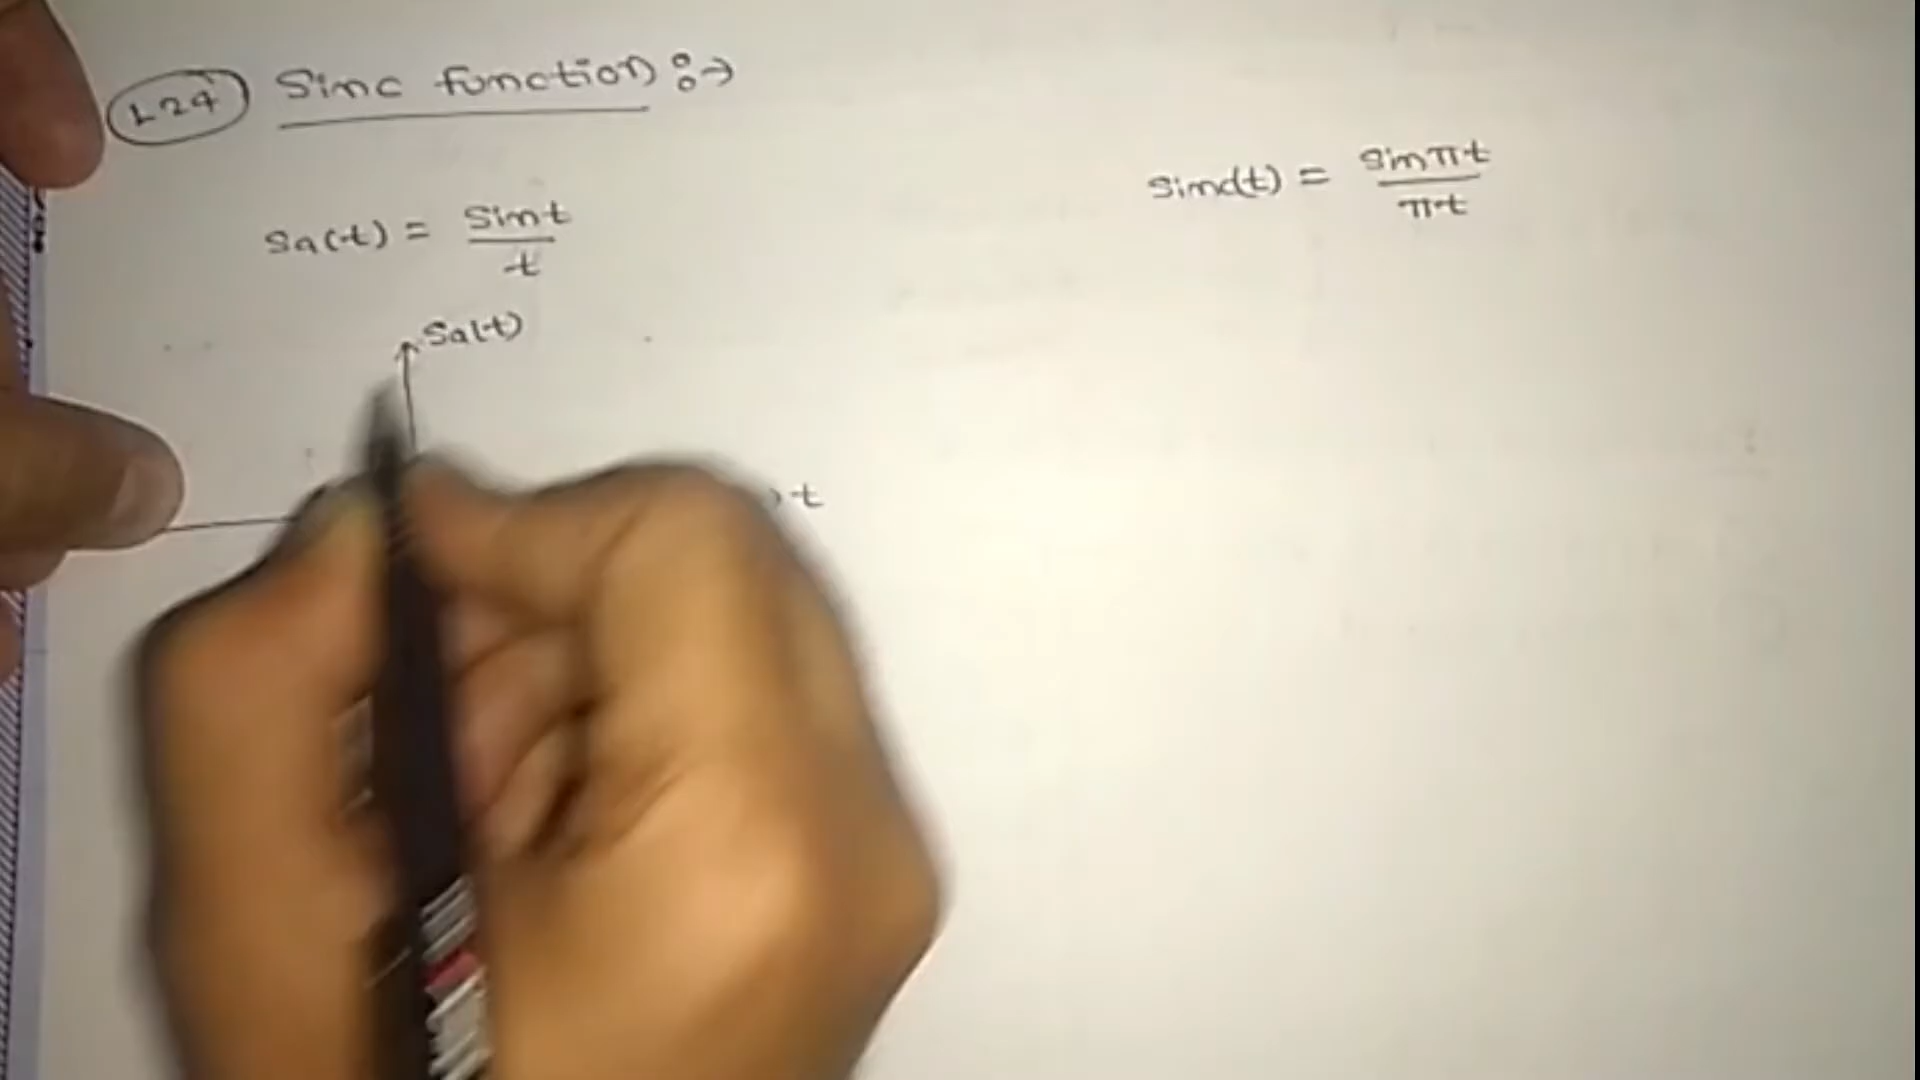 L24 Sinc function :→
Sa(t) = Sint / t
Sinc(t) = Sinπt / πt
Sa(t)
t